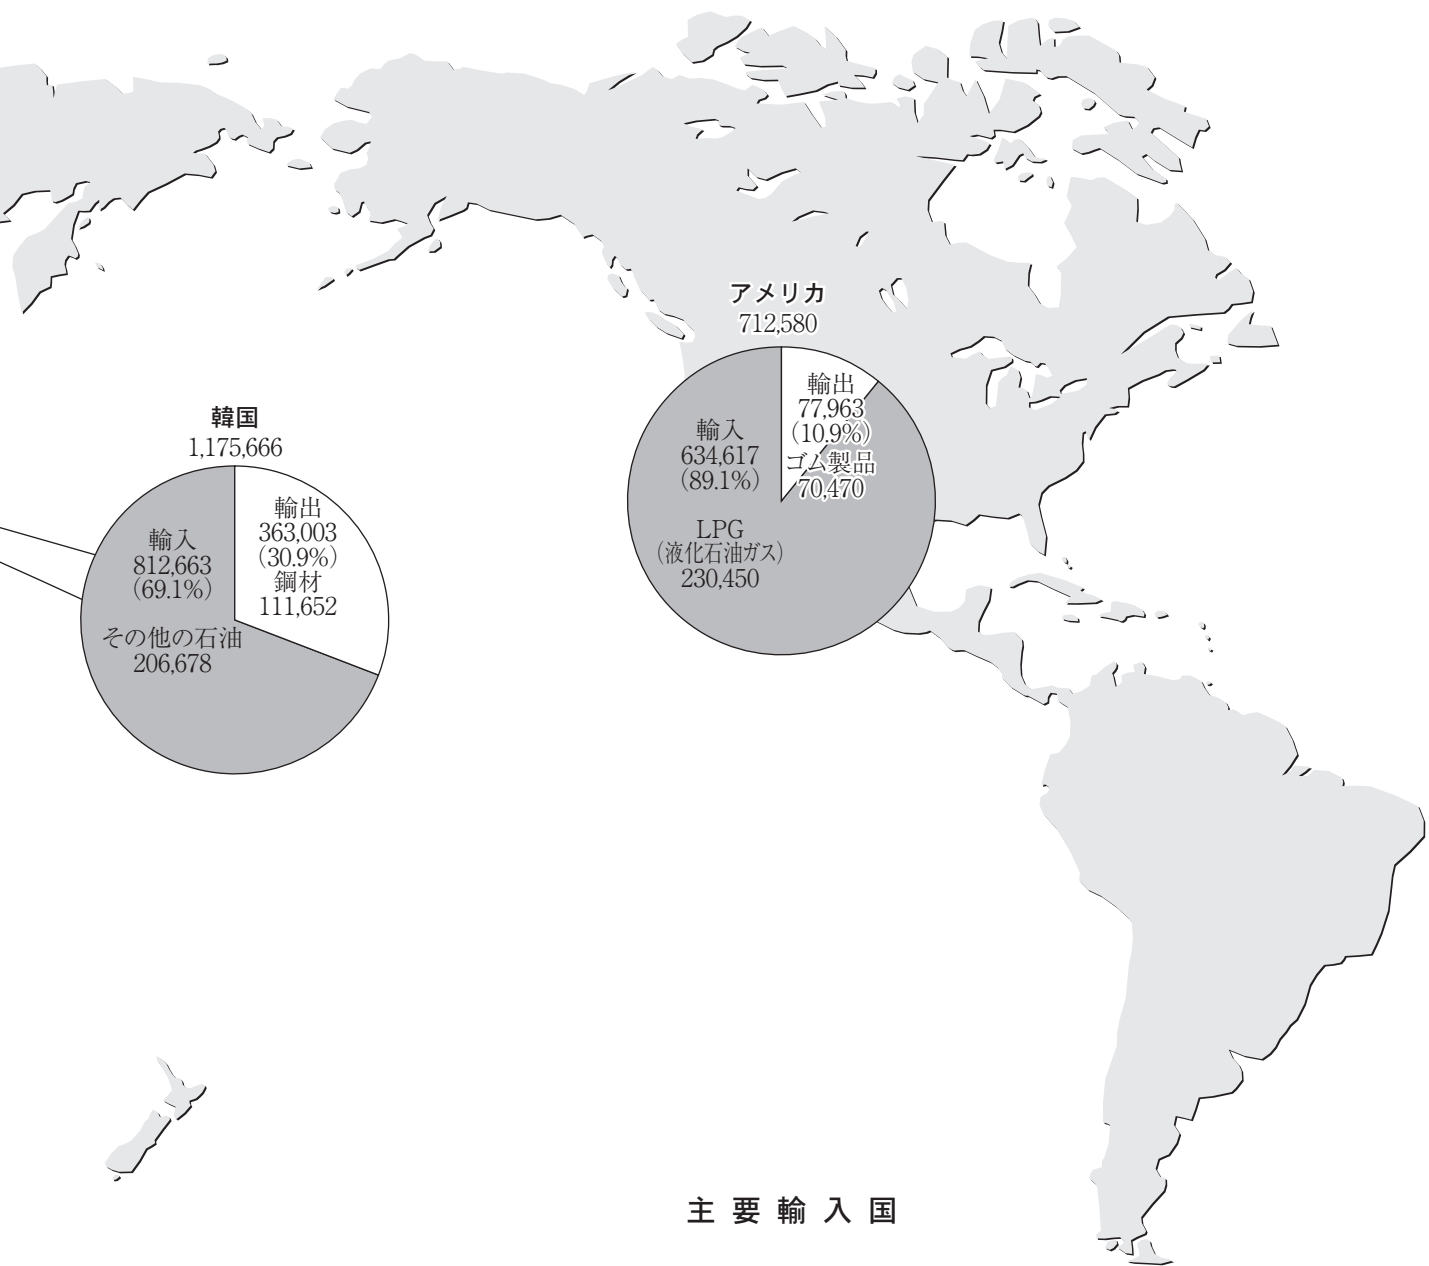 アメリカ
712,580
輸出
77,963
(10.9%)
ゴム製品
70,470
輸入
634,617
(89.1%)
LPG
(液化石油ガス)
230,450
韓国
1,175,666
輸出
363,003
(30.9%)
鋼材
111,652
輸入
812,663
(69.1%)
その他の石油
206,678
主要輸入国